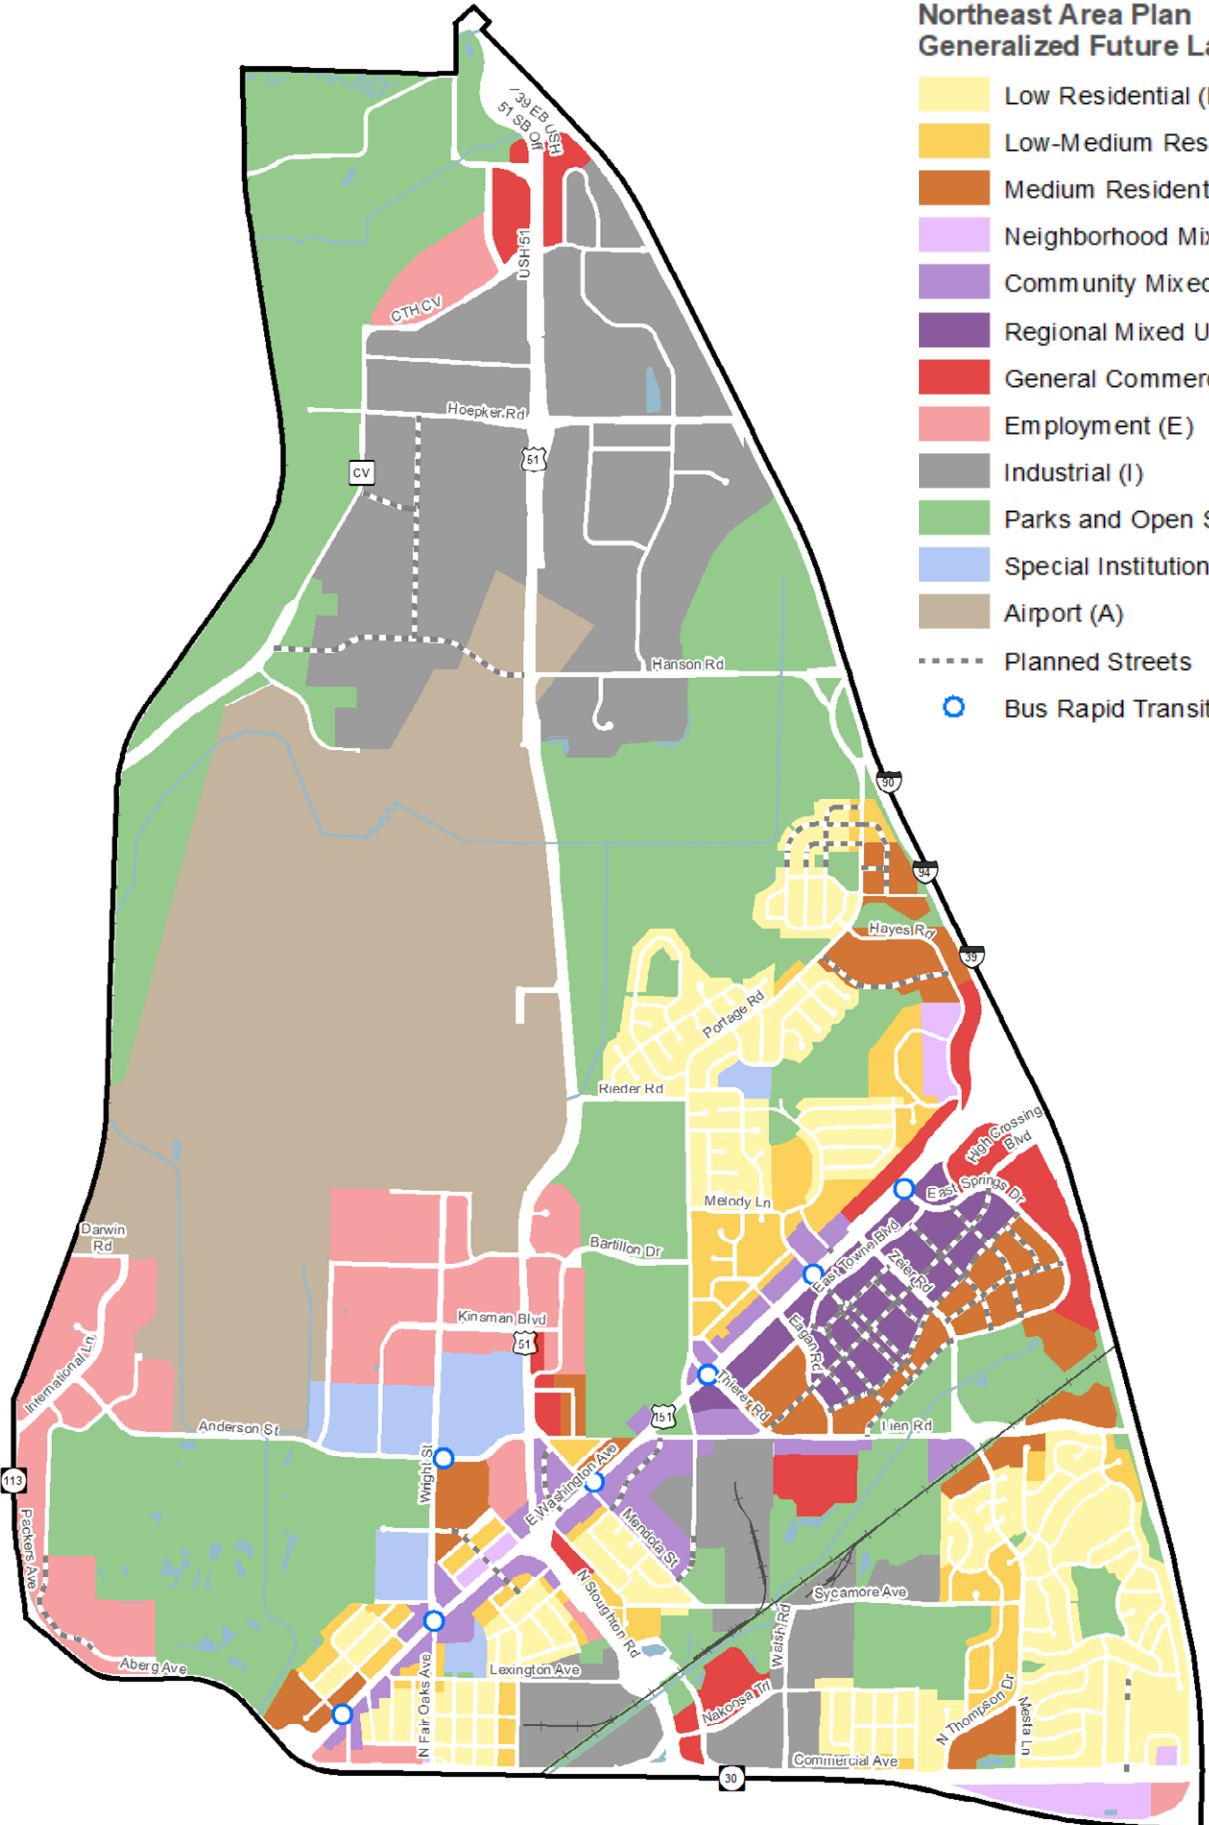 Northeast Area Plan
Generalized Future La
Low Residential (
Low-Medium Res
Medium Resident
Neighborhood Mix
Community Mixed
Regional Mixed U
General Commerc
Employment (E)
Industrial (I)
Parks and Open S
Special Institution
Airport (A)
Planned Streets
Bus Rapid Transit
39 EB USH
51 SB Off
USH 51
CTH CV
Hoepker Rd
51
CV
Hanson Rd
90
94
Hayes Rd
39
Portage Rd
Rieder Rd
High Crossing
Blvd
East Springs Dr
Melody Ln
Darwin
Rd
Bartillon Dr
East Towne Blvd
Zeier Rd
Kinsman Blvd
51
Eagan Rd
International Ln
Thierer Rd
151
Anderson St
Lien Rd
Wright St
E Washington Ave
113
Packers Ave
Mendota St
N Stoughton Rd
Sycamore Ave
Walsh Rd
Aberg Ave
Lexington Ave
N Fair Oaks Ave
Nakoosa Trl
N Thompson Dr
Mesta Ln
Commercial Ave
30